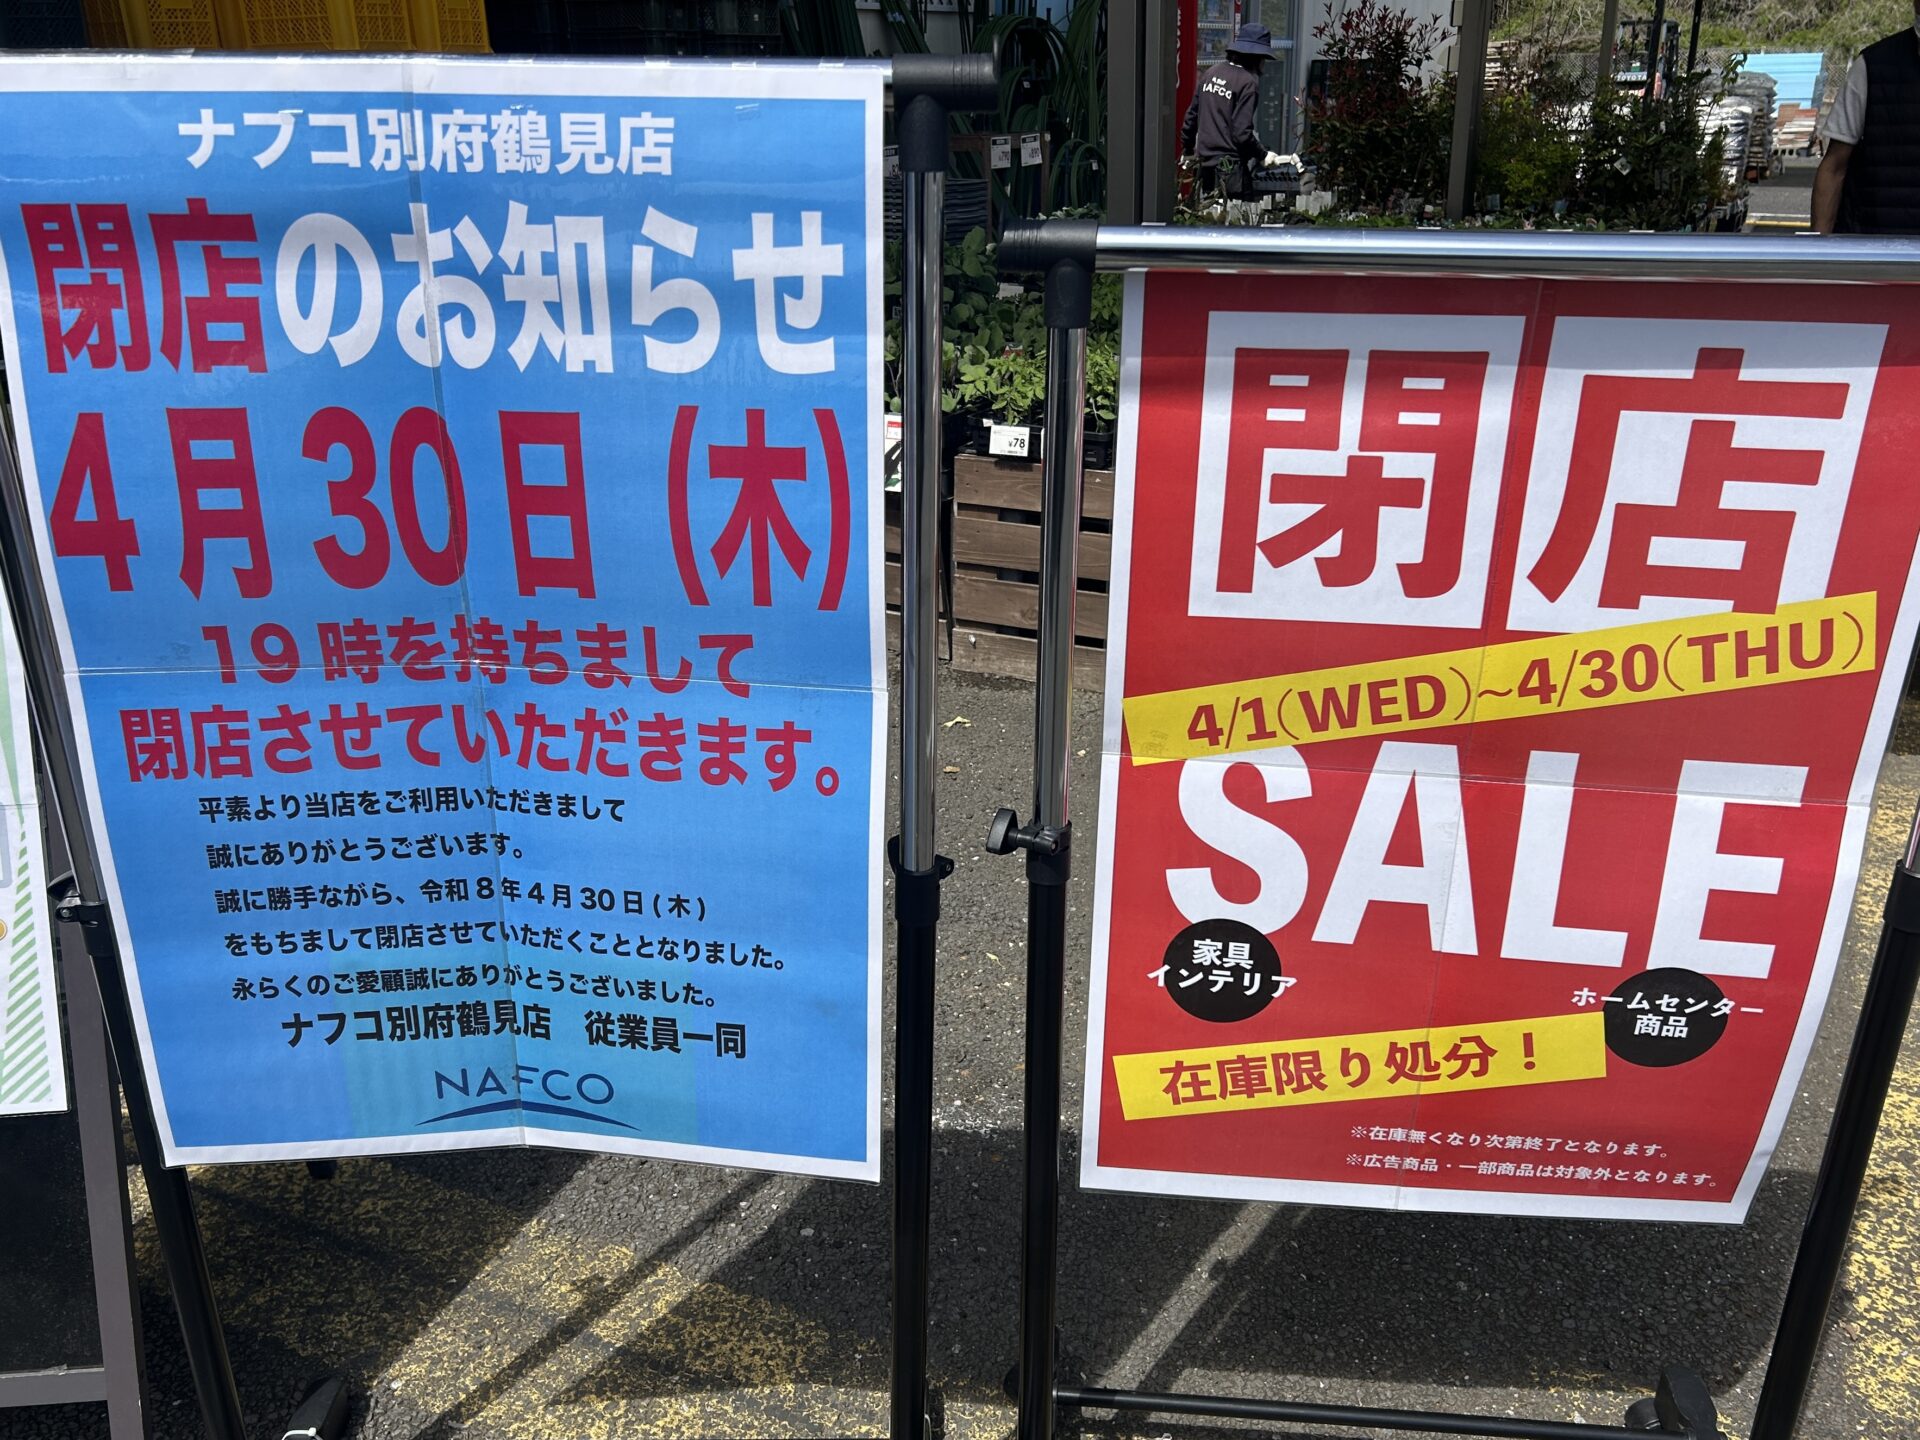 ナフコ別府鶴見店
閉店のお知らせ
4月30日(木)
19時を持ちまして
閉店させていただきます。
平素より当店をご利用いただきまして
誠にありがとうございます。
誠に勝手ながら、令和8年4月30日(木)
をもちまして閉店させていただくこととなりました。
永らくのご愛顧誠にありがとうございました。
ナフコ別府鶴見店 従業員一同
NAFCO
閉店
4/1(WED)~4/30(THU)
SALE
家具
インテリア
ホームセンター
商品
在庫限り処分！
※在庫無くなり次第終了となります。
※広告商品・一部商品は対象外となります。
NAFCO
TOYOTA
¥78